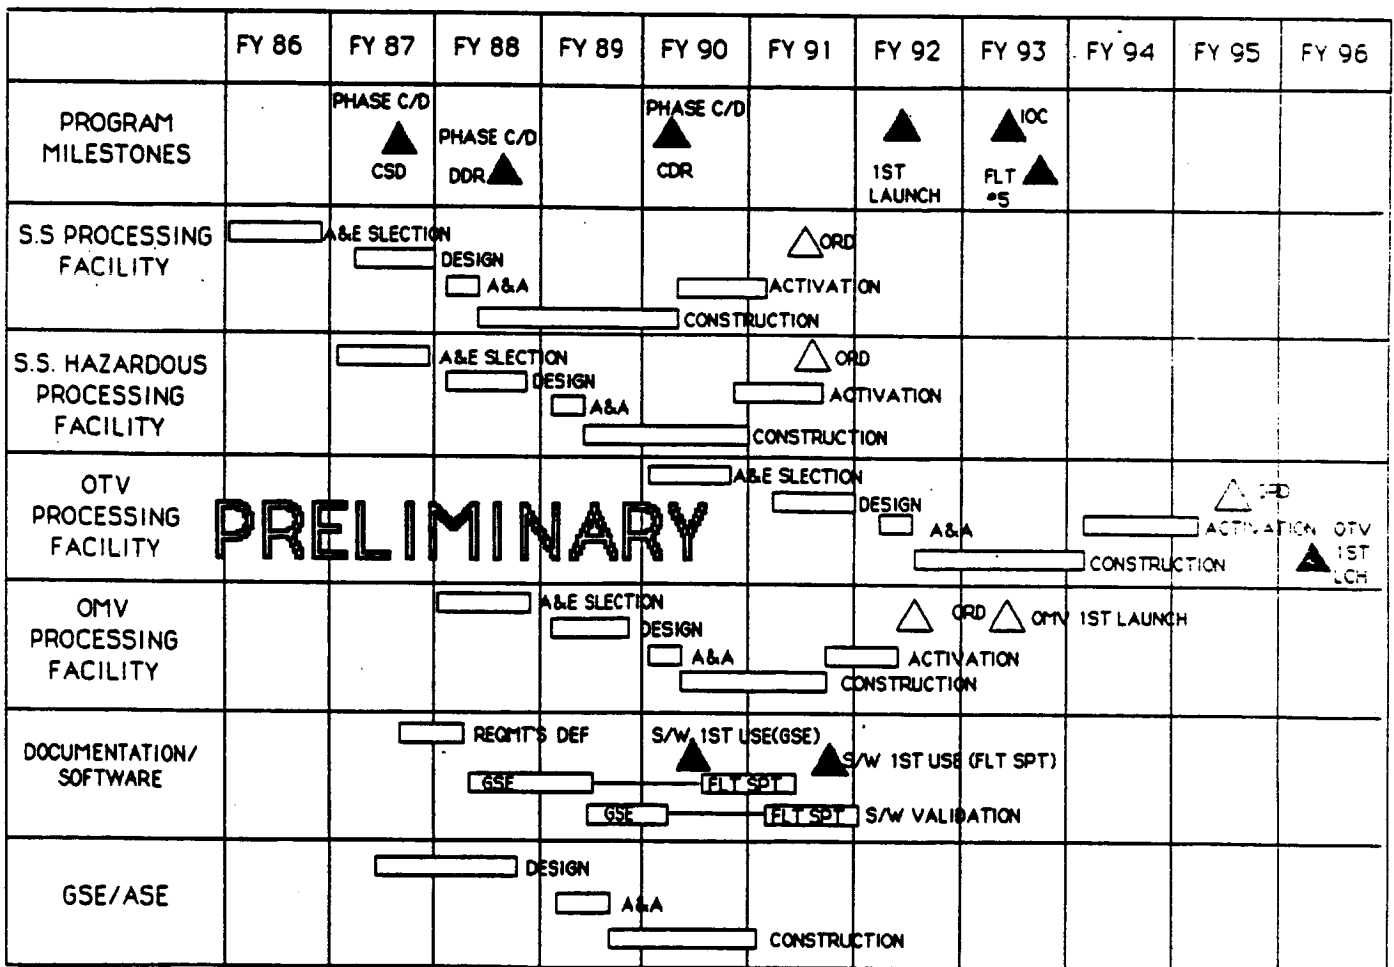 FY 86 FY 87 FY 88 FY 89 FY 90 FY 91 FY 92 FY 93 FY 94 FY 95 FY 96
PROGRAM
MILESTONES
PHASE C/D
CSD
PHASE C/D
DDR
PHASE C/D
CDR
1ST
LAUNCH
IOC
FLT
#5
S.S PROCESSING
FACILITY
A&E SLECTION
DESIGN
A&A
CONSTRUCTION
ACTIVATION
ORD
S.S. HAZARDOUS
PROCESSING
FACILITY
A&E SLECTION
DESIGN
A&A
CONSTRUCTION
ACTIVATION
ORD
OTV
PROCESSING
FACILITY
PRELIMINARY
A&E SLECTION
DESIGN
A&A
CONSTRUCTION
ACTIVATION
ORD
OTV
1ST
LCH
OMV
PROCESSING
FACILITY
A&E SLECTION
DESIGN
A&A
CONSTRUCTION
ACTIVATION
ORD
OMV 1ST LAUNCH
DOCUMENTATION/
SOFTWARE
REQMT'S DEF
S/W 1ST USE(GSE)
S/W 1ST USE (FLT SPT)
GSE FLT SPT
GSE FLT SPT S/W VALIDATION
GSE/ASE
DESIGN
A&A
CONSTRUCTION